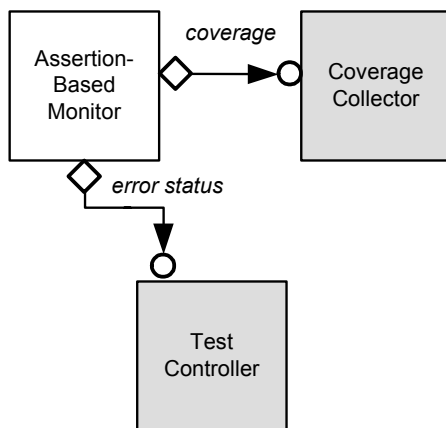 coverage
Assertion-
Based
Monitor
Coverage
Collector
error status
Test
Controller